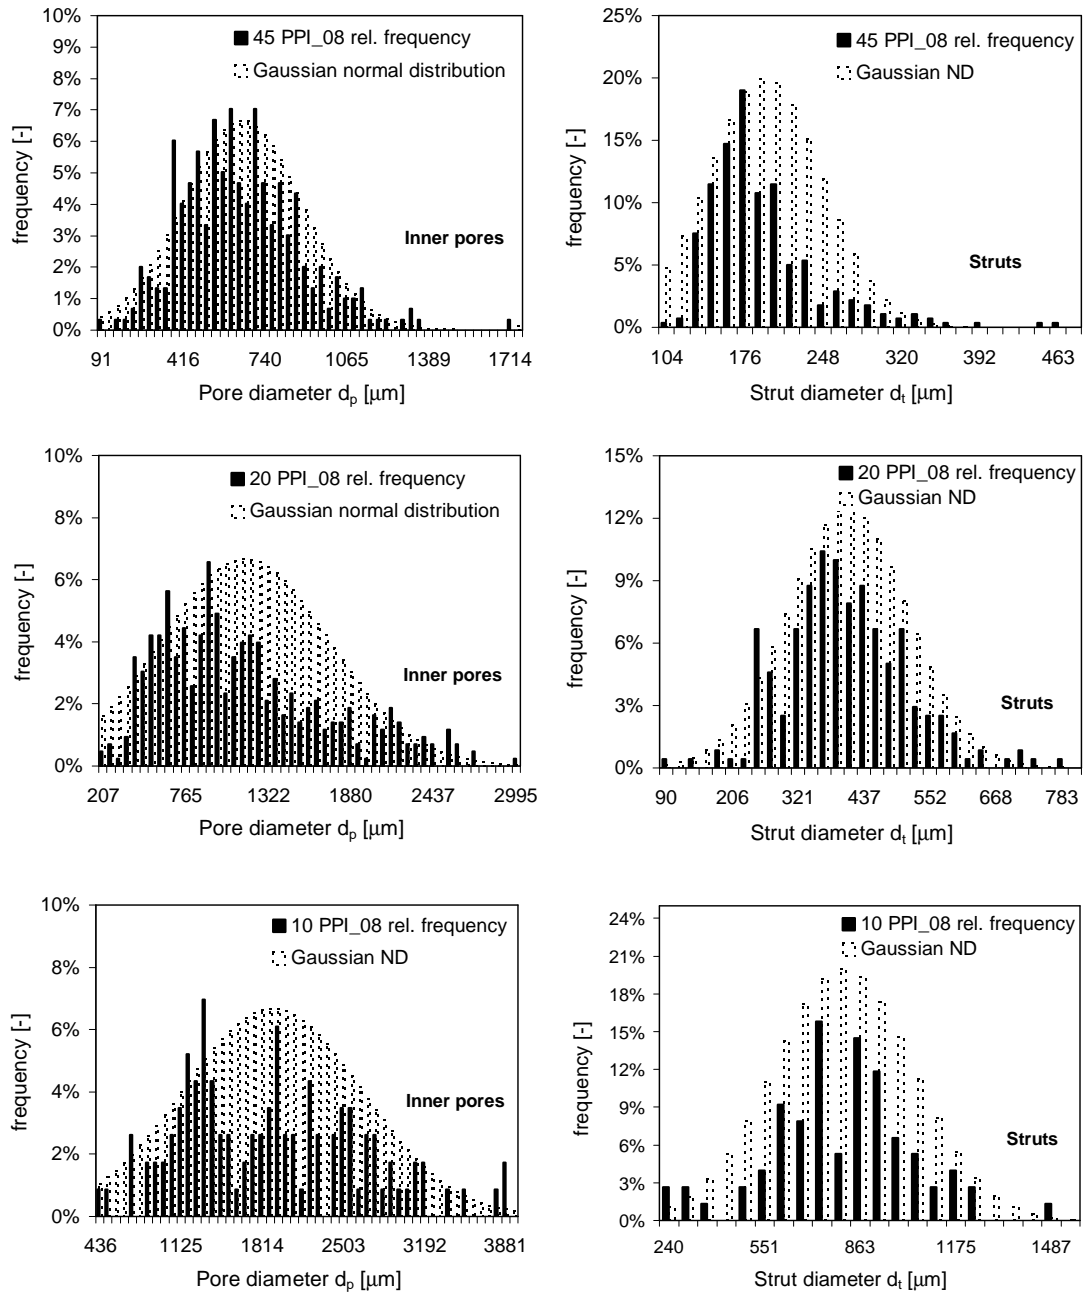 10%
9%
8%
7%
6%
5%
4%
3%
2%
1%
0%
frequency [-]
45 PPI_08 rel. frequency
Gaussian normal distribution
Inner pores
91 416 740 1065 1389 1714
Pore diameter dp [μm]
25%
20%
15%
10%
5%
0%
frequency [-]
45 PPI_08 rel. frequency
Gaussian ND
Struts
104 176 248 320 392 463
Strut diameter dt [μm]
10%
8%
6%
4%
2%
0%
frequency [-]
20 PPI_08 rel. frequency
Gaussian normal distribution
Inner pores
207 765 1322 1880 2437 2995
Pore diameter dp [μm]
15%
12%
9%
6%
3%
0%
frequency [-]
20 PPI_08 rel. frequency
Gaussian ND
Struts
90 206 321 437 552 668 783
Strut diameter dt [μm]
10%
8%
6%
4%
2%
0%
frequency [-]
10 PPI_08 rel. frequency
Gaussian ND
Inner pores
436 1125 1814 2503 3192 3881
Pore diameter dp [μm]
24%
21%
18%
15%
12%
9%
6%
3%
0%
frequency [-]
10 PPI_08 rel. frequency
Gaussian ND
Struts
240 551 863 1175 1487
Strut diameter dt [μm]